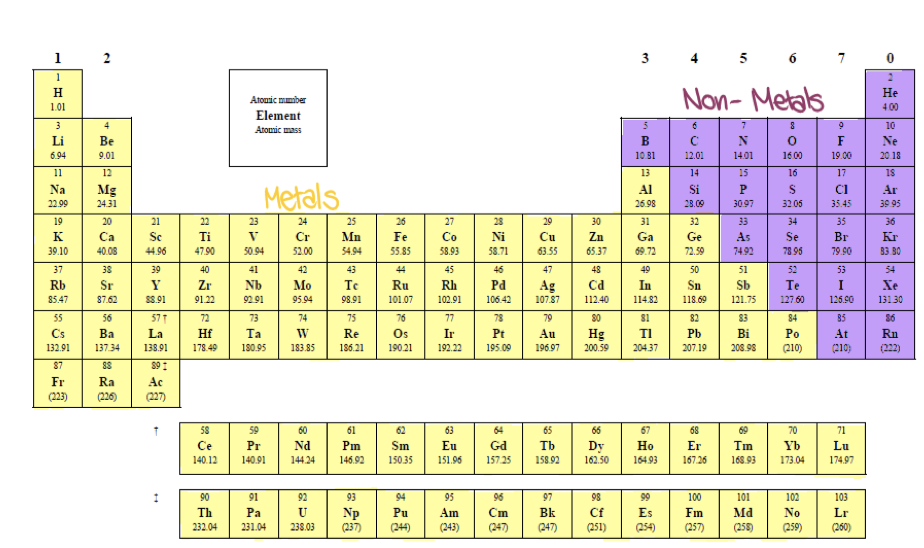 1 2 3 4 5 6 7 0
1 2
H He
1.01 4.00
Atomic number
Element
Atomic mass
Non-Metals
3 4 5 6 7 8 9 10
Li Be B C N O F Ne
6.94 9.01 10.81 12.01 14.01 16.00 19.00 20.18
11 12 13 14 15 16 17 18
Na Mg Al Si P S Cl Ar
22.99 24.31 26.98 28.09 30.97 32.06 35.45 39.95
Metals
19 20 21 22 23 24 25 26 27 28 29 30 31 32 33 34 35 36
K Ca Sc Ti V Cr Mn Fe Co Ni Cu Zn Ga Ge As Se Br Kr
39.10 40.08 44.96 47.90 50.94 52.00 54.94 55.85 58.93 58.71 63.55 65.37 69.72 72.59 74.92 78.96 79.90 83.80
37 38 39 40 41 42 43 44 45 46 47 48 49 50 51 52 53 54
Rb Sr Y Zr Nb Mo Tc Ru Rh Pd Ag Cd In Sn Sb Te I Xe
85.47 87.62 88.91 91.22 92.91 95.94 98.91 101.07 102.91 106.42 107.87 112.40 114.82 118.69 121.75 127.60 126.90 131.30
55 56 57 † 72 73 74 75 76 77 78 79 80 81 82 83 84 85 86
Cs Ba La Hf Ta W Re Os Ir Pt Au Hg Tl Pb Bi Po At Rn
132.91 137.34 138.91 178.49 180.95 183.85 186.21 190.21 192.22 195.09 196.97 200.59 204.37 207.19 208.98 (210) (210) (222)
87 88 89 ‡
Fr Ra Ac
(223) (226) (227)
† 58 59 60 61 62 63 64 65 66 67 68 69 70 71
Ce Pr Nd Pm Sm Eu Gd Tb Dy Ho Er Tm Yb Lu
140.12 140.91 144.24 146.92 150.35 151.96 157.25 158.92 162.50 164.93 167.26 168.93 173.04 174.97
‡ 90 91 92 93 94 95 96 97 98 99 100 101 102 103
Th Pa U Np Pu Am Cm Bk Cf Es Fm Md No Lr
232.04 231.04 238.03 (237) (244) (243) (247) (247) (251) (254) (257) (258) (259) (260)